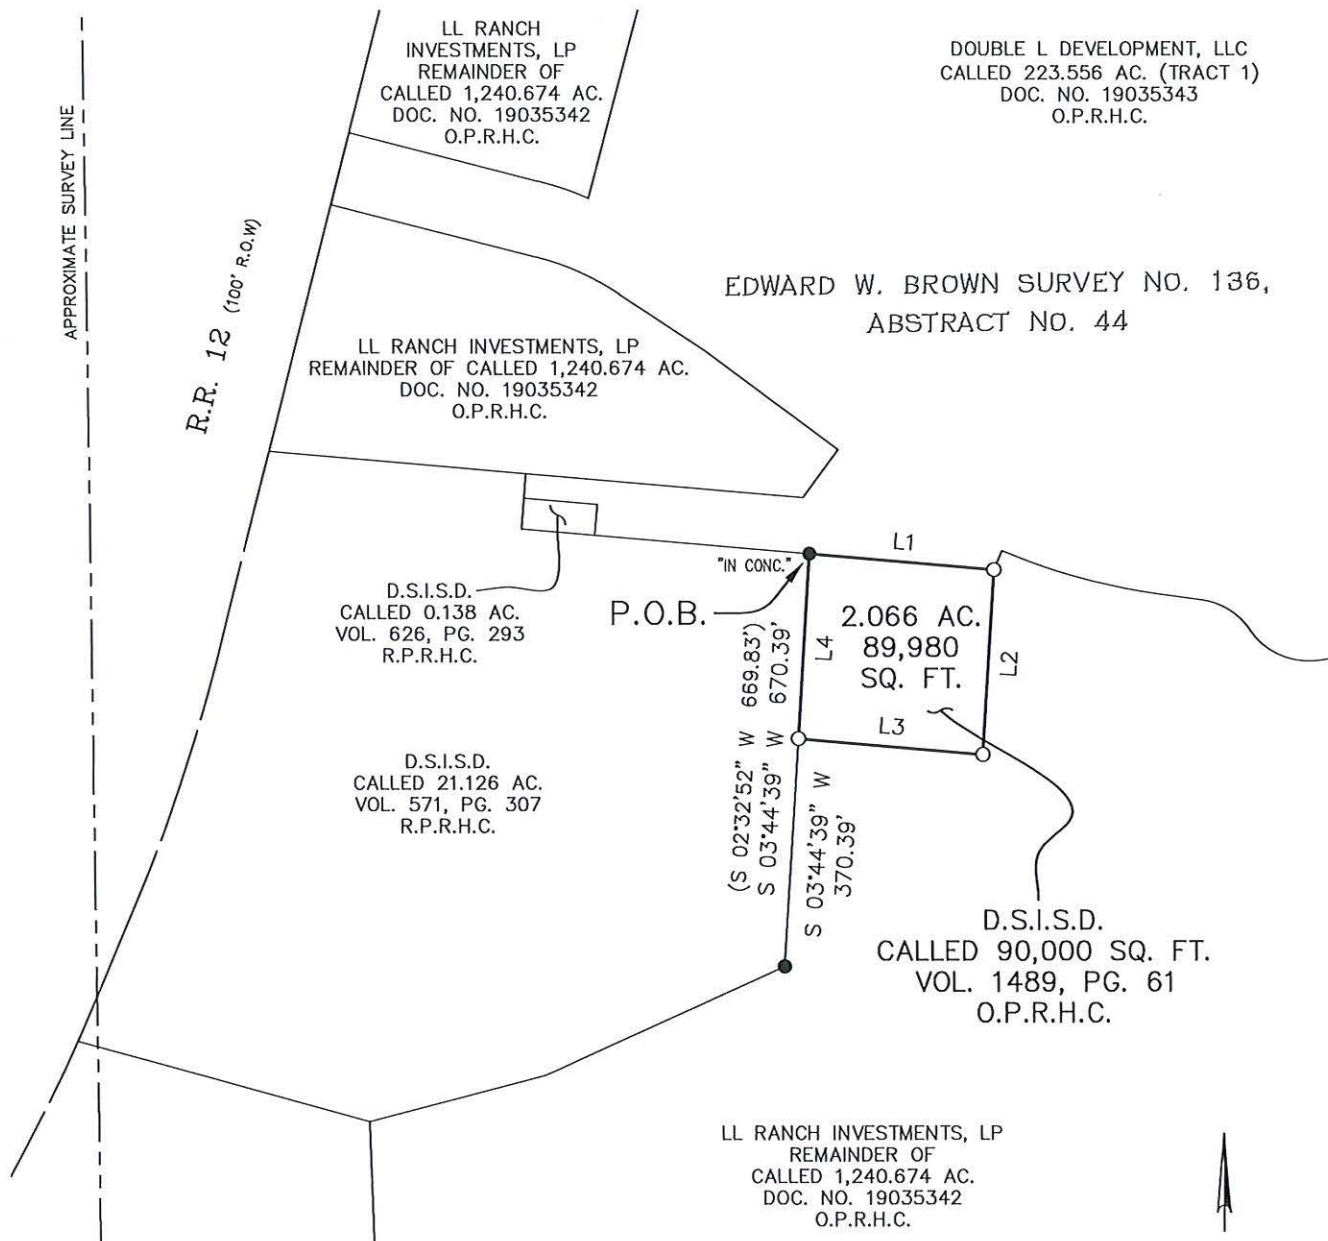 LL RANCH
INVESTMENTS, LP
REMAINDER OF
CALLED 1,240.674 AC.
DOC. NO. 19035342
O.P.R.H.C.
DOUBLE L DEVELOPMENT, LLC
CALLED 223.556 AC. (TRACT 1)
DOC. NO. 19035343
O.P.R.H.C.
APPROXIMATE SURVEY LINE
R.R. 12 (100' R.O.W)
EDWARD W. BROWN SURVEY NO. 136,
ABSTRACT NO. 44
LL RANCH INVESTMENTS, LP
REMAINDER OF CALLED 1,240.674 AC.
DOC. NO. 19035342
O.P.R.H.C.
L1
"IN CONC."
P.O.B.
D.S.I.S.D.
CALLED 0.138 AC.
VOL. 626, PG. 293
R.P.R.H.C.
2.066 AC.
89,980
SQ. FT.
L4
L2
L3
(S 02°32'52" W 669.83')
S 03°44'39" W 670.39'
S 03°44'39" W
370.39'
D.S.I.S.D.
CALLED 21.126 AC.
VOL. 571, PG. 307
R.P.R.H.C.
D.S.I.S.D.
CALLED 90,000 SQ. FT.
VOL. 1489, PG. 61
O.P.R.H.C.
LL RANCH INVESTMENTS, LP
REMAINDER OF
CALLED 1,240.674 AC.
DOC. NO. 19035342
O.P.R.H.C.